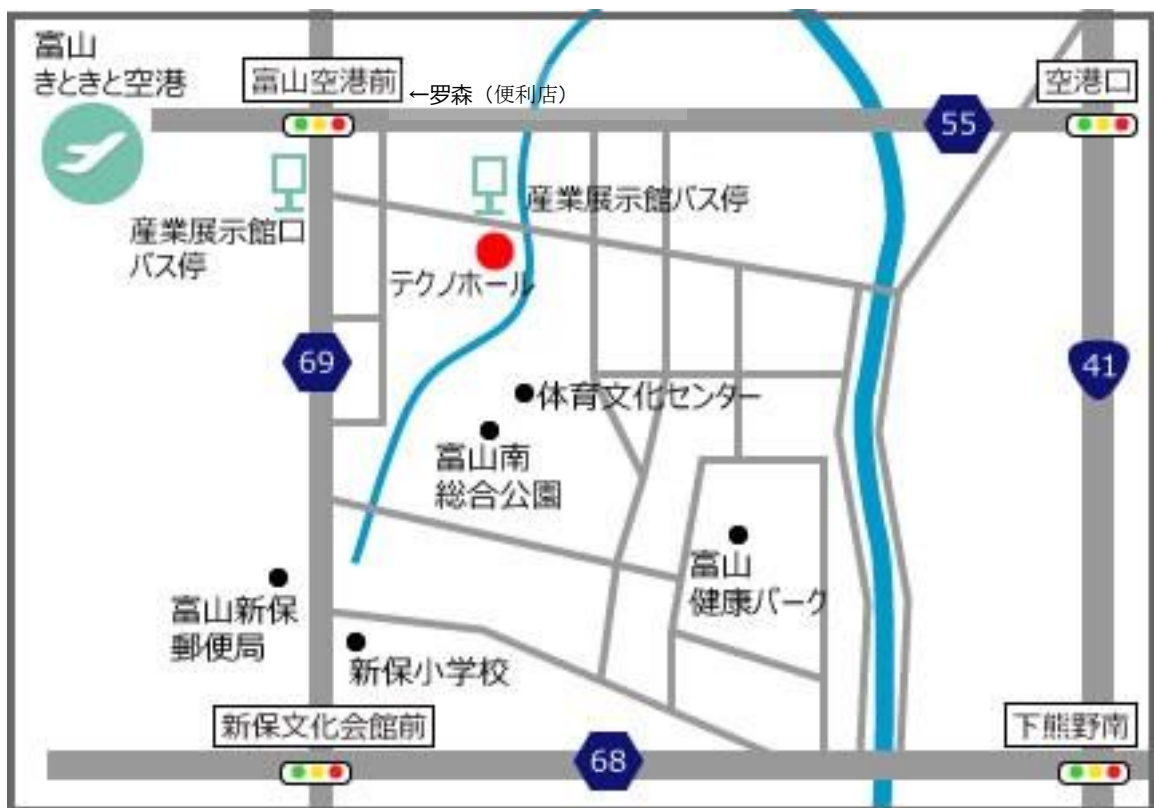 富山
きときと空港
富山空港前
←罗森（便利店）
空港口
55
産業展示館バス停
産業展示館口
バス停
テクノホール
69
41
体育文化センター
富山南
総合公園
富山
健康パーク
富山新保
郵便局
新保小学校
新保文化会館前
下熊野南
68